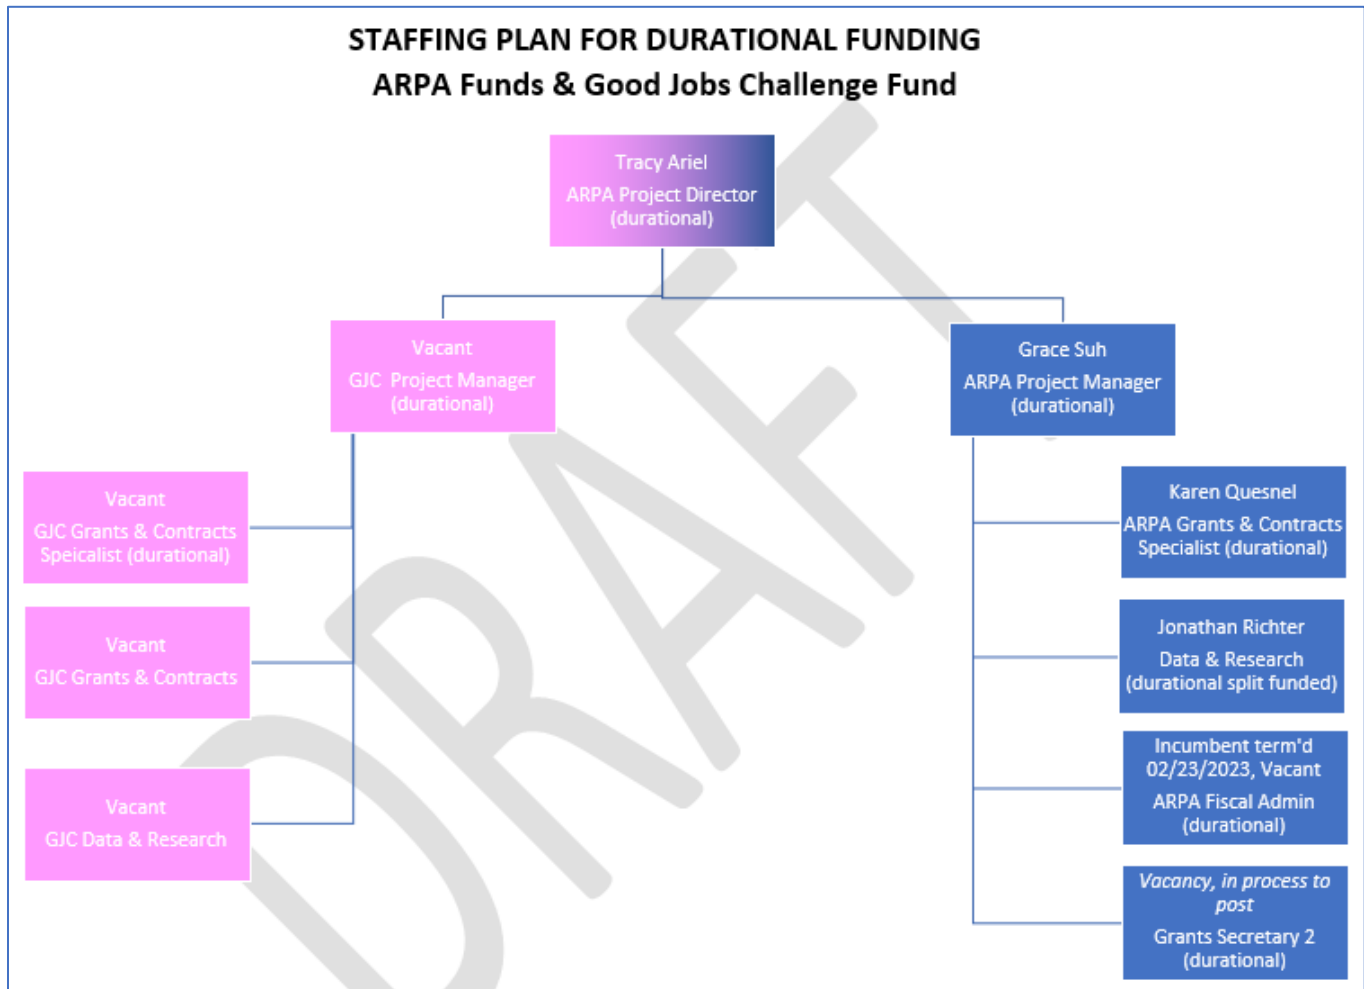 STAFFING PLAN FOR DURATIONAL FUNDING
ARPA Funds & Good Jobs Challenge Fund
Tracy Ariel
ARPA Project Director
(durational)
Vacant
GJC Project Manager
(durational)
Grace Suh
ARPA Project Manager
(durational)
Vacant
GJC Grants & Contracts
Speicalist (durational)
Vacant
GJC Grants & Contracts
Vacant
GJC Data & Research
Karen Quesnel
ARPA Grants & Contracts
Specialist (durational)
Jonathan Richter
Data & Research
(durational split funded)
Incumbent term'd
02/23/2023, Vacant
ARPA Fiscal Admin
(durational)
Vacancy, in process to
post
Grants Secretary 2
(durational)
DRAFT